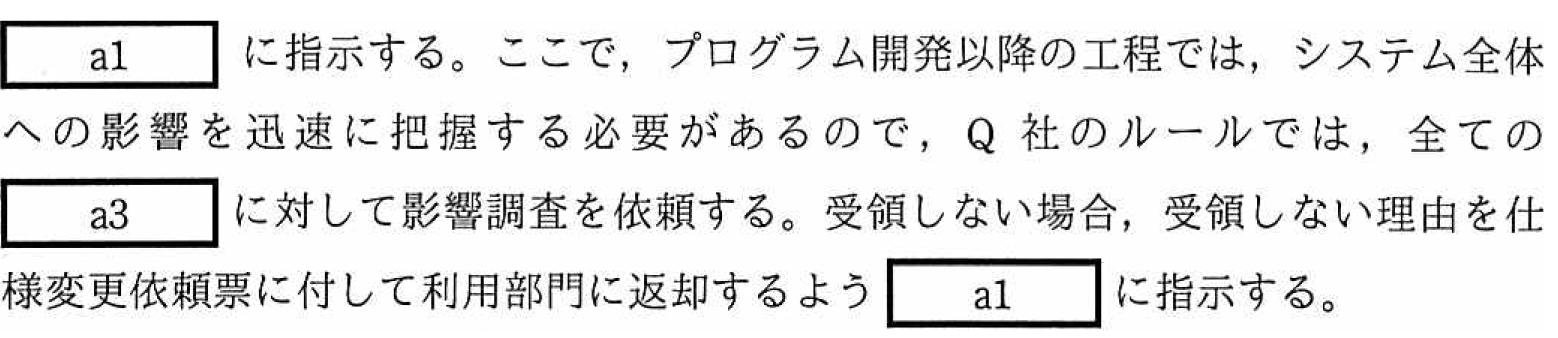 a1 に指示する。ここで，プログラム開発以降の工程では，システム全体
への影響を迅速に把握する必要があるので，Q 社のルールでは，全ての
a3 に対して影響調査を依頼する。受領しない場合，受領しない理由を仕
様変更依頼票に付して利用部門に返却するよう a1 に指示する。